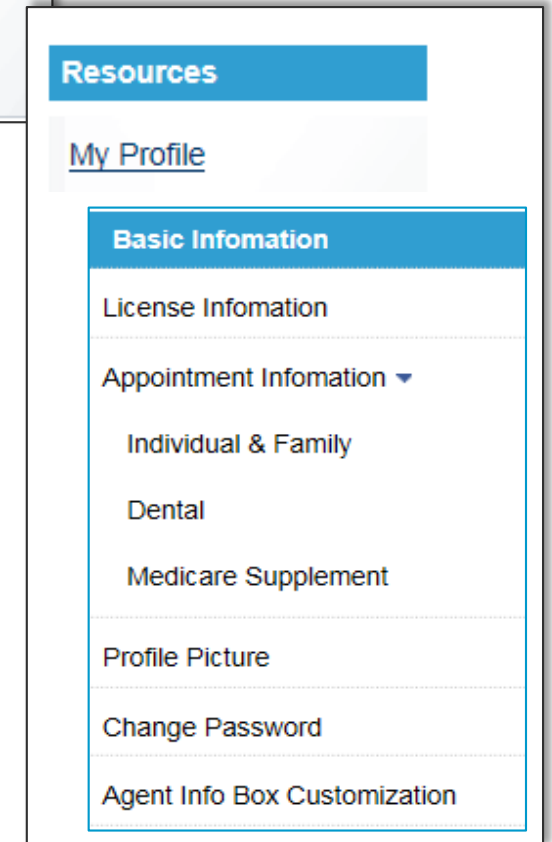 Resources
My Profile
Basic Infomation
License Infomation
Appointment Infomation
Individual & Family
Dental
Medicare Supplement
Profile Picture
Change Password
Agent Info Box Customization